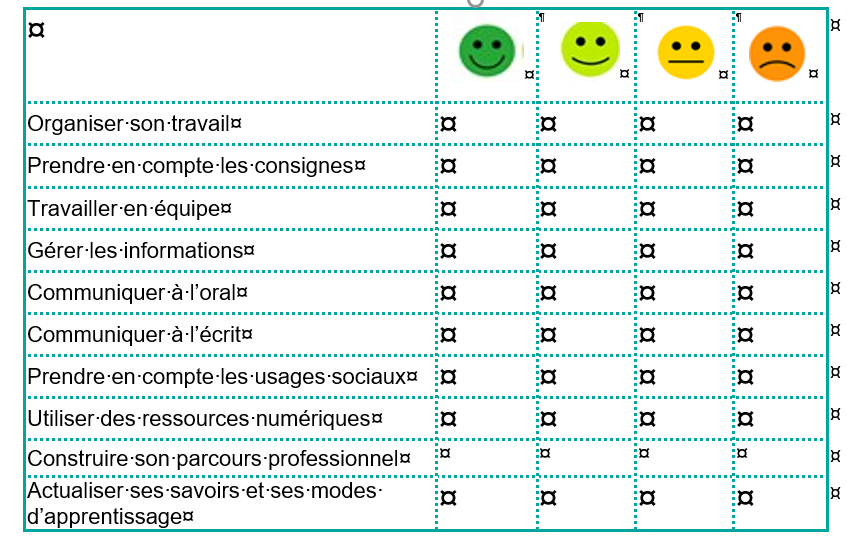 Organiser son travail
Prendre en compte les consignes
Travailler en équipe
Gérer les informations
Communiquer à l’oral
Communiquer à l’écrit
Prendre en compte les usages sociaux
Utiliser des ressources numériques
Construire son parcours professionnel
Actualiser ses savoirs et ses modes
d’apprentissage